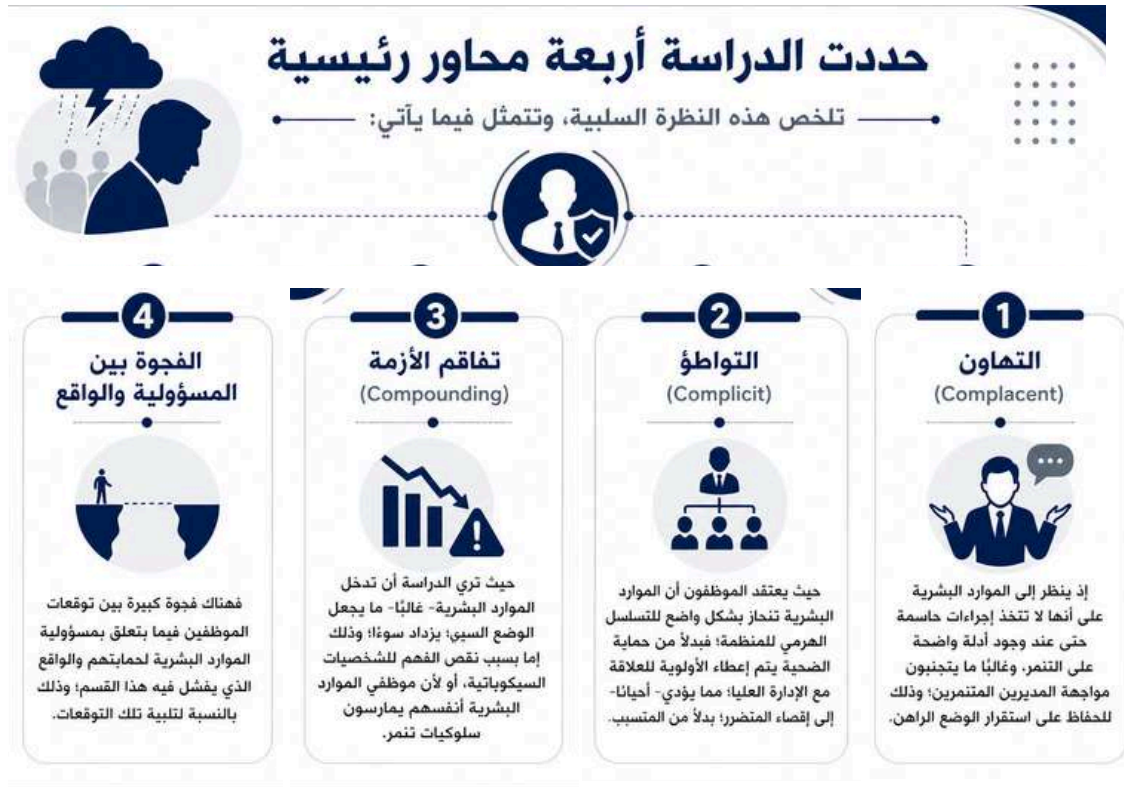 حددت الدراسة أربعة محاور رئيسية
تلخص هذه النظرة السلبية، وتتمثل فيما يأتي:
1
التهاون
(Complacent)
إذ ينظر إلى الموارد البشرية
على أنها لا تتخذ إجراءات حاسمة
حتى عند وجود أدلة واضحة
على التنمر، وغالبًا ما يتجنبون
مواجهة المديرين المتنمرين؛ وذلك
للحفاظ على استقرار الوضع الراهن.
2
التواطؤ
(Complicit)
حيث يعتقد الموظفون أن الموارد
البشرية تنحاز بشكل واضح للتسلسل
الهرمي للمنظمة؛ فبدلاً من حماية
الضحية يتم إعطاء الأولوية للعلاقة
مع الإدارة العليا؛ مما يؤدي- أحيانًا-
إلى إقصاء المتضرر؛ بدلاً من المتسبب.
3
تفاقم الأزمة
(Compounding)
حيث تري الدراسة أن تدخل
الموارد البشرية- غالبًا- ما يجعل
الوضع السيئ؛ يزداد سوءًا؛ وذلك
إما بسبب نقص الفهم للشخصيات
السيكوباتية، أو لأن موظفي الموارد
البشرية أنفسهم يمارسون
سلوكيات تنمر.
4
الفجوة بين
المسؤولية والواقع
فهناك فجوة كبيرة بين توقعات
الموظفين فيما يتعلق بمسؤولية
الموارد البشرية لحمايتهم والواقع
الذي يفشل فيه هذا القسم؛ وذلك
بالنسبة لتلبية تلك التوقعات.